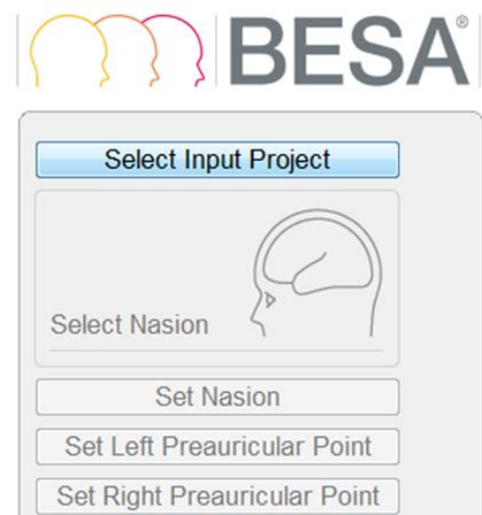 BESA®
Select Input Project
Select Nasion
Set Nasion
Set Left Preauricular Point
Set Right Preauricular Point